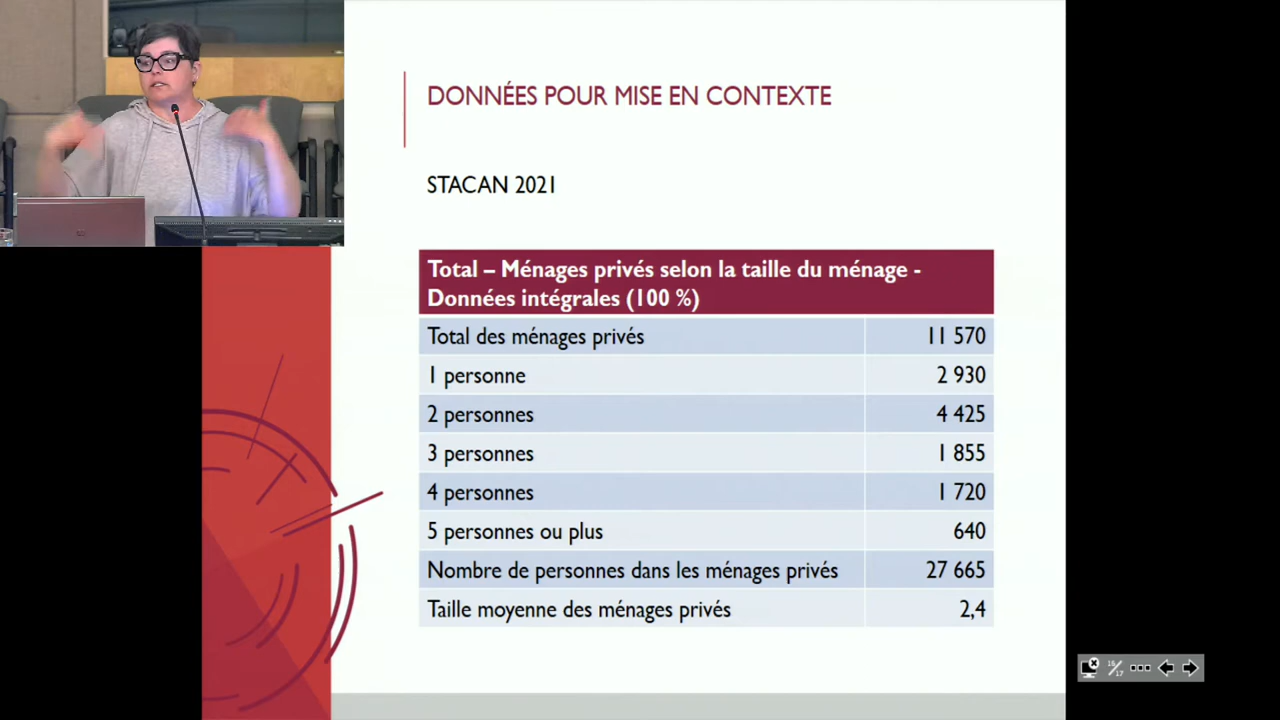 DONNÉES POUR MISE EN CONTEXTE
STACAN 2021
Total – Ménages privés selon la taille du ménage -
Données intégrales (100 %)
Total des ménages privés 11 570
1 personne 2 930
2 personnes 4 425
3 personnes 1 855
4 personnes 1 720
5 personnes ou plus 640
Nombre de personnes dans les ménages privés 27 665
Taille moyenne des ménages privés 2,4